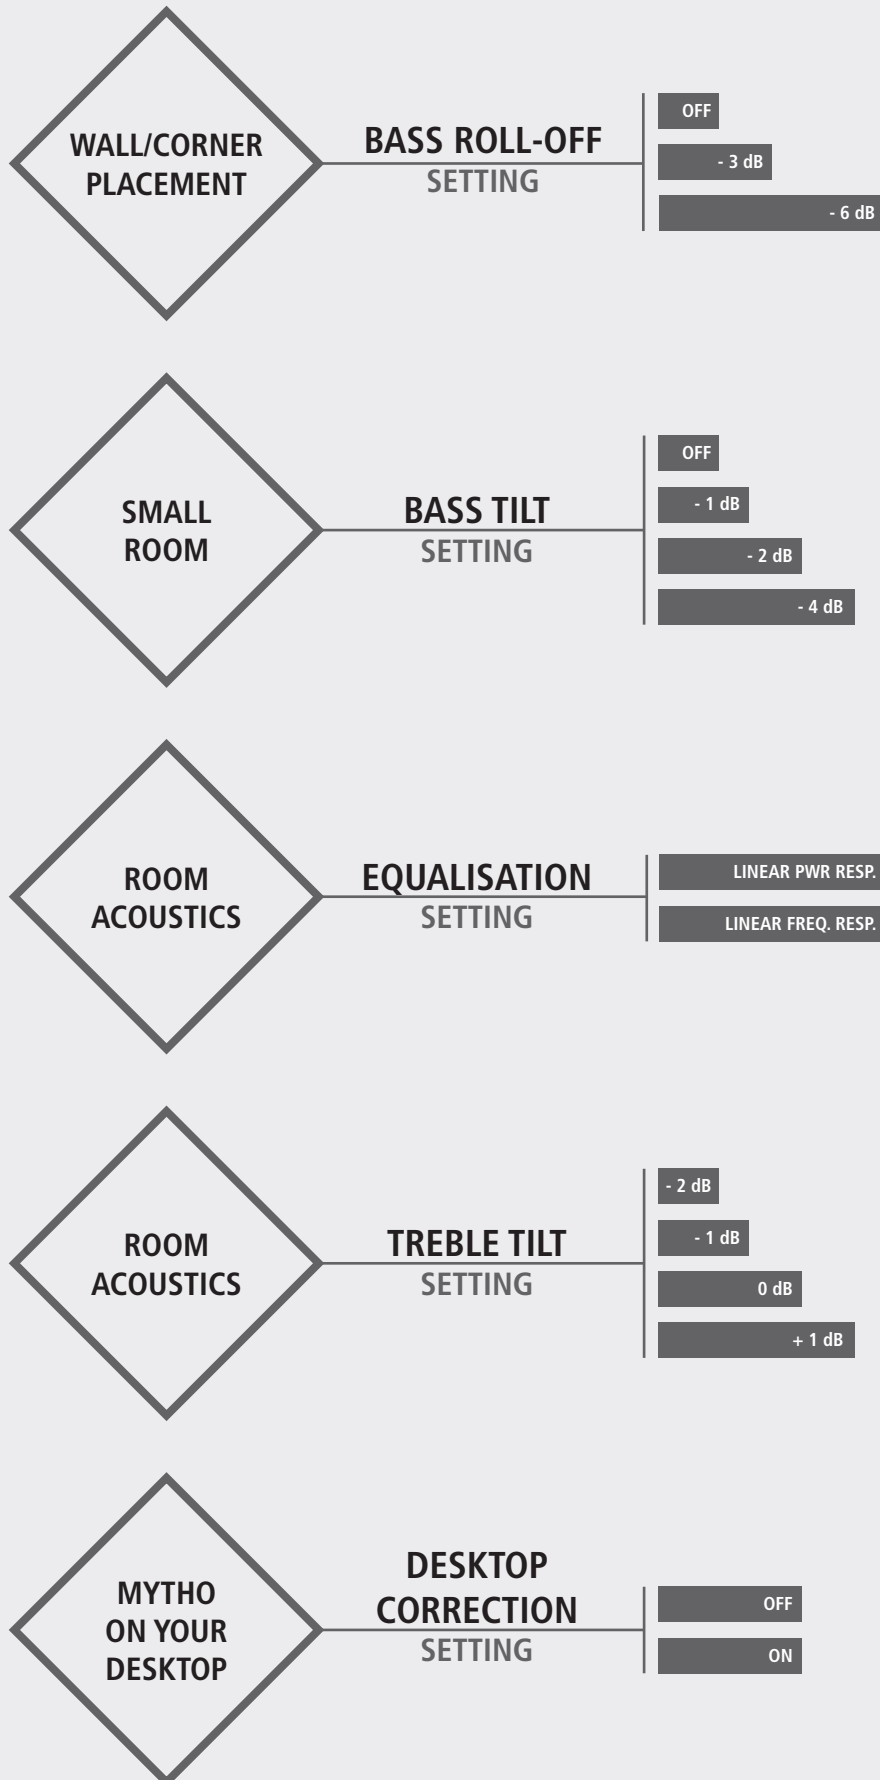 WALL/CORNER
PLACEMENT
BASS ROLL-OFF
SETTING
OFF
- 3 dB
- 6 dB
SMALL
ROOM
BASS TILT
SETTING
OFF
- 1 dB
- 2 dB
- 4 dB
ROOM
ACOUSTICS
EQUALISATION
SETTING
LINEAR PWR RESP.
LINEAR FREQ. RESP.
ROOM
ACOUSTICS
TREBLE TILT
SETTING
- 2 dB
- 1 dB
0 dB
+ 1 dB
MYTHO
ON YOUR
DESKTOP
DESKTOP
CORRECTION
SETTING
OFF
ON